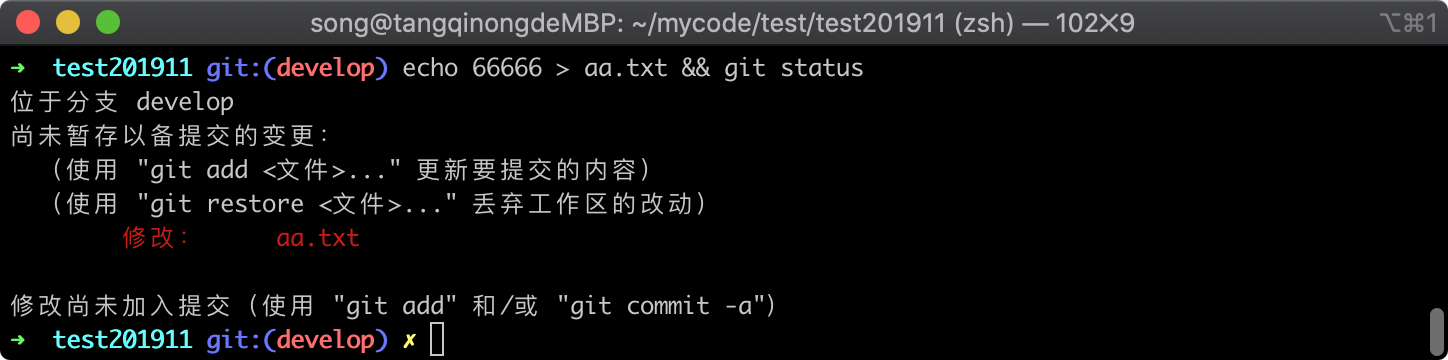 song@tangqinongdeMBP: ~/mycode/test/test201911 (zsh) — 102×9 ⌥⌘1
➜ test201911 git:(develop) echo 66666 > aa.txt && git status
位于分支 develop
尚未暂存以备提交的变更：
（使用 "git add <文件>..." 更新要提交的内容）
（使用 "git restore <文件>..." 丢弃工作区的改动）
修改： aa.txt
修改尚未加入提交（使用 "git add" 和/或 "git commit -a"）
➜ test201911 git:(develop) ✗